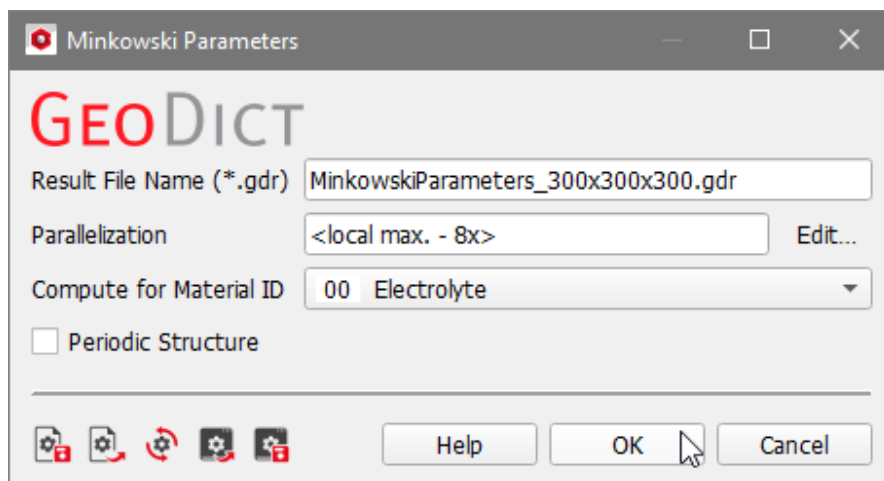 Minkowski Parameters
GEODICT
Result File Name (*.gdr) MinkowskiParameters_300x300x300.gdr
Parallelization <local max. - 8x> Edit...
Compute for Material ID 00 Electrolyte
Periodic Structure
Help OK Cancel